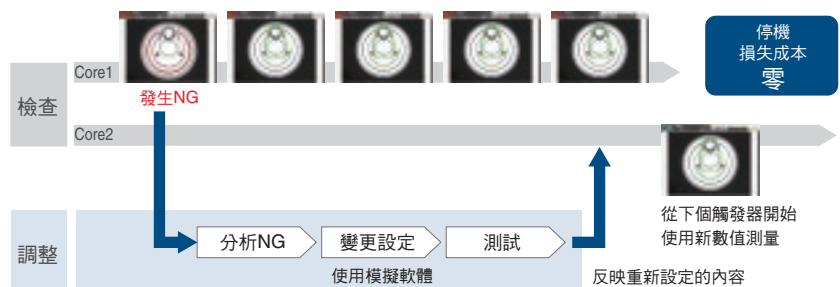 停機
損失成本
零
檢查
Core1
發生NG
Core2
從下個觸發器開始
使用新數值測量
調整
分析NG
變更設定
測試
使用模擬軟體
反映重新設定的內容